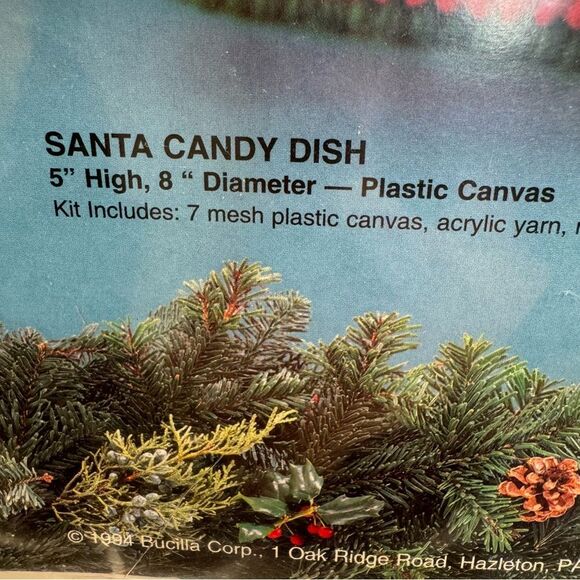 SANTA CANDY DISH
5” High, 8 “ Diameter — Plastic Canvas
Kit Includes: 7 mesh plastic canvas, acrylic yarn,
© 1994 Bucilla Corp., 1 Oak Ridge Road, Hazleton, PA